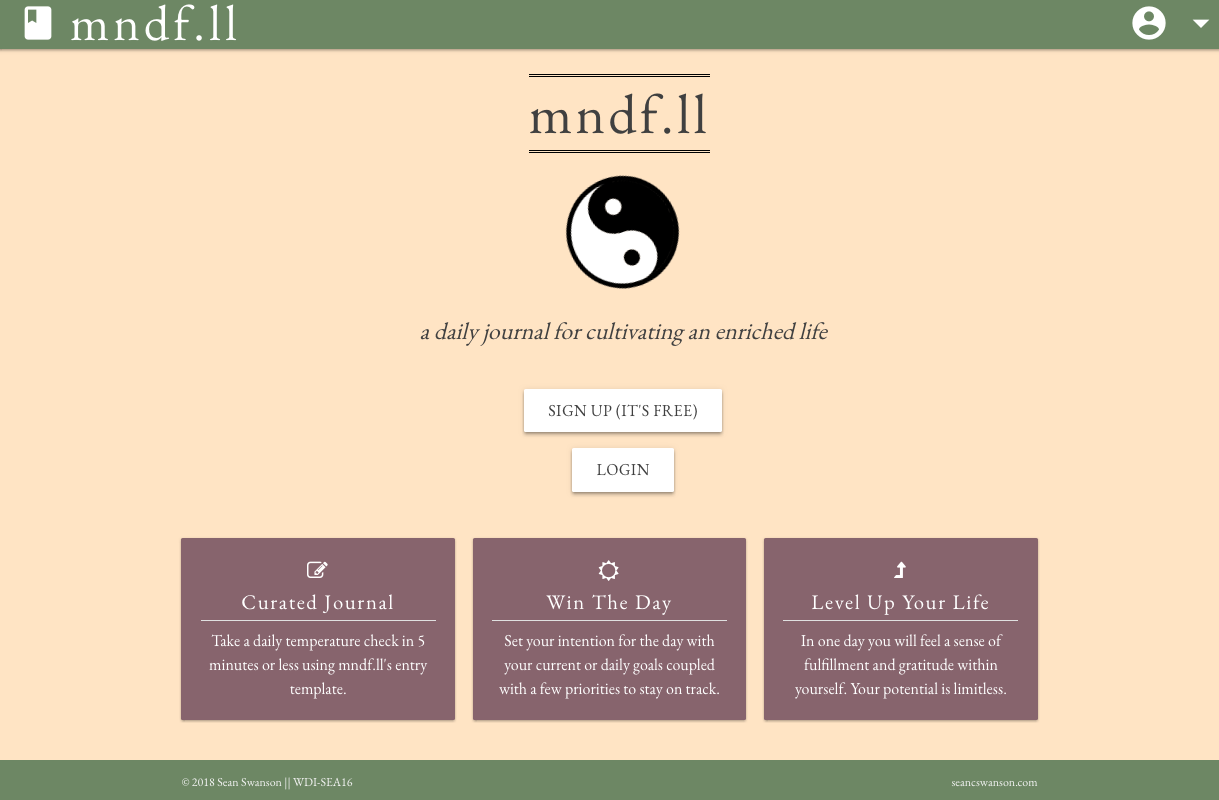 mndf.ll
mndf.ll
a daily journal for cultivating an enriched life
SIGN UP (IT'S FREE)
LOGIN
Curated Journal
Take a daily temperature check in 5
minutes or less using mndf.ll's entry
template.
Win The Day
Set your intention for the day with
your current or daily goals coupled
with a few priorities to stay on track.
Level Up Your Life
In one day you will feel a sense of
fulfillment and gratitude within
yourself. Your potential is limitless.
© 2018 Sean Swanson || WDI-SEA16
seancswanson.com